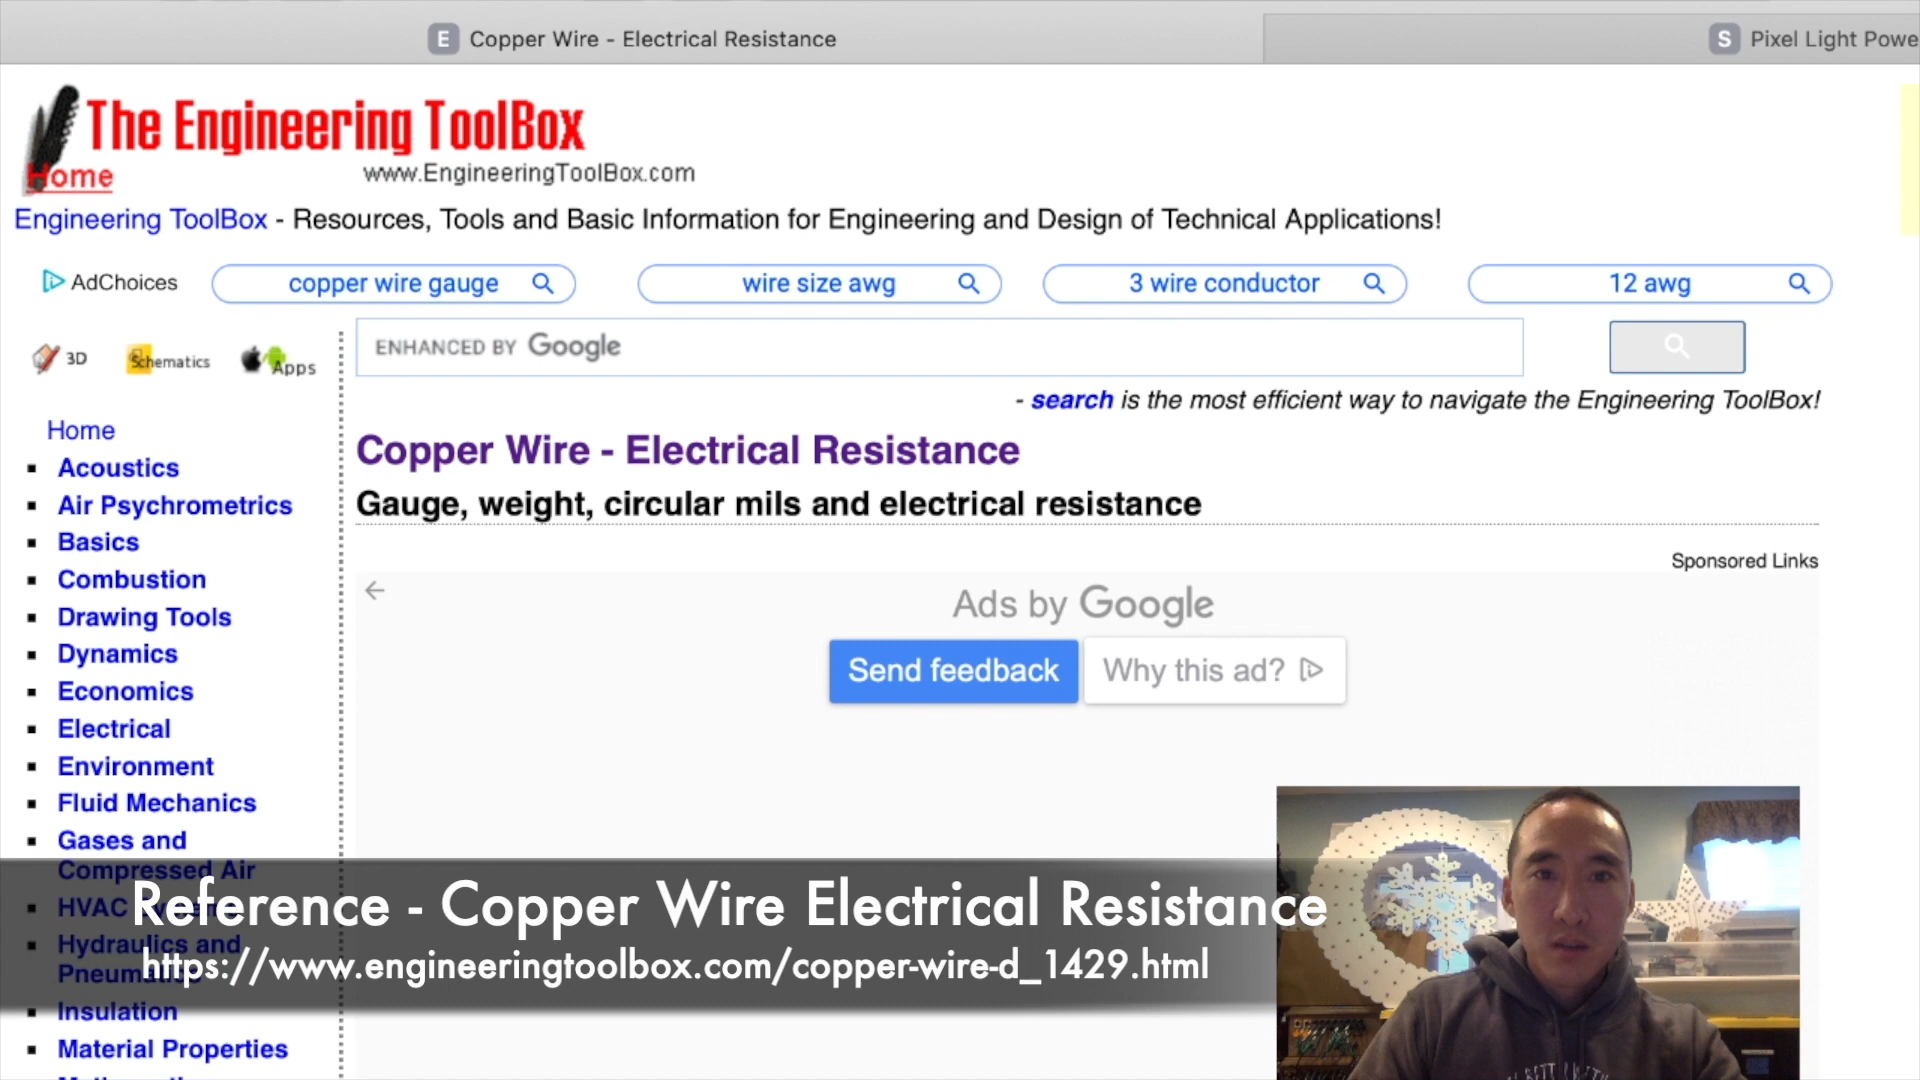 E Copper Wire - Electrical Resistance
S Pixel Light Powe
The Engineering ToolBox
Home
www.EngineeringToolBox.com
Engineering ToolBox - Resources, Tools and Basic Information for Engineering and Design of Technical Applications!
AdChoices
copper wire gauge
wire size awg
3 wire conductor
12 awg
3D
Schematics
Apps
ENHANCED BY Google
- search is the most efficient way to navigate the Engineering ToolBox!
Home
Acoustics
Air Psychrometrics
Basics
Combustion
Drawing Tools
Dynamics
Economics
Electrical
Environment
Fluid Mechanics
Gases and
Compressed Air
HVAC
Hydraulics and
Insulation
Material Properties
Copper Wire - Electrical Resistance
Gauge, weight, circular mils and electrical resistance
Sponsored Links
Ads by Google
Send feedback
Why this ad?
Reference - Copper Wire Electrical Resistance
https://www.engineeringtoolbox.com/copper-wire-d_1429.html